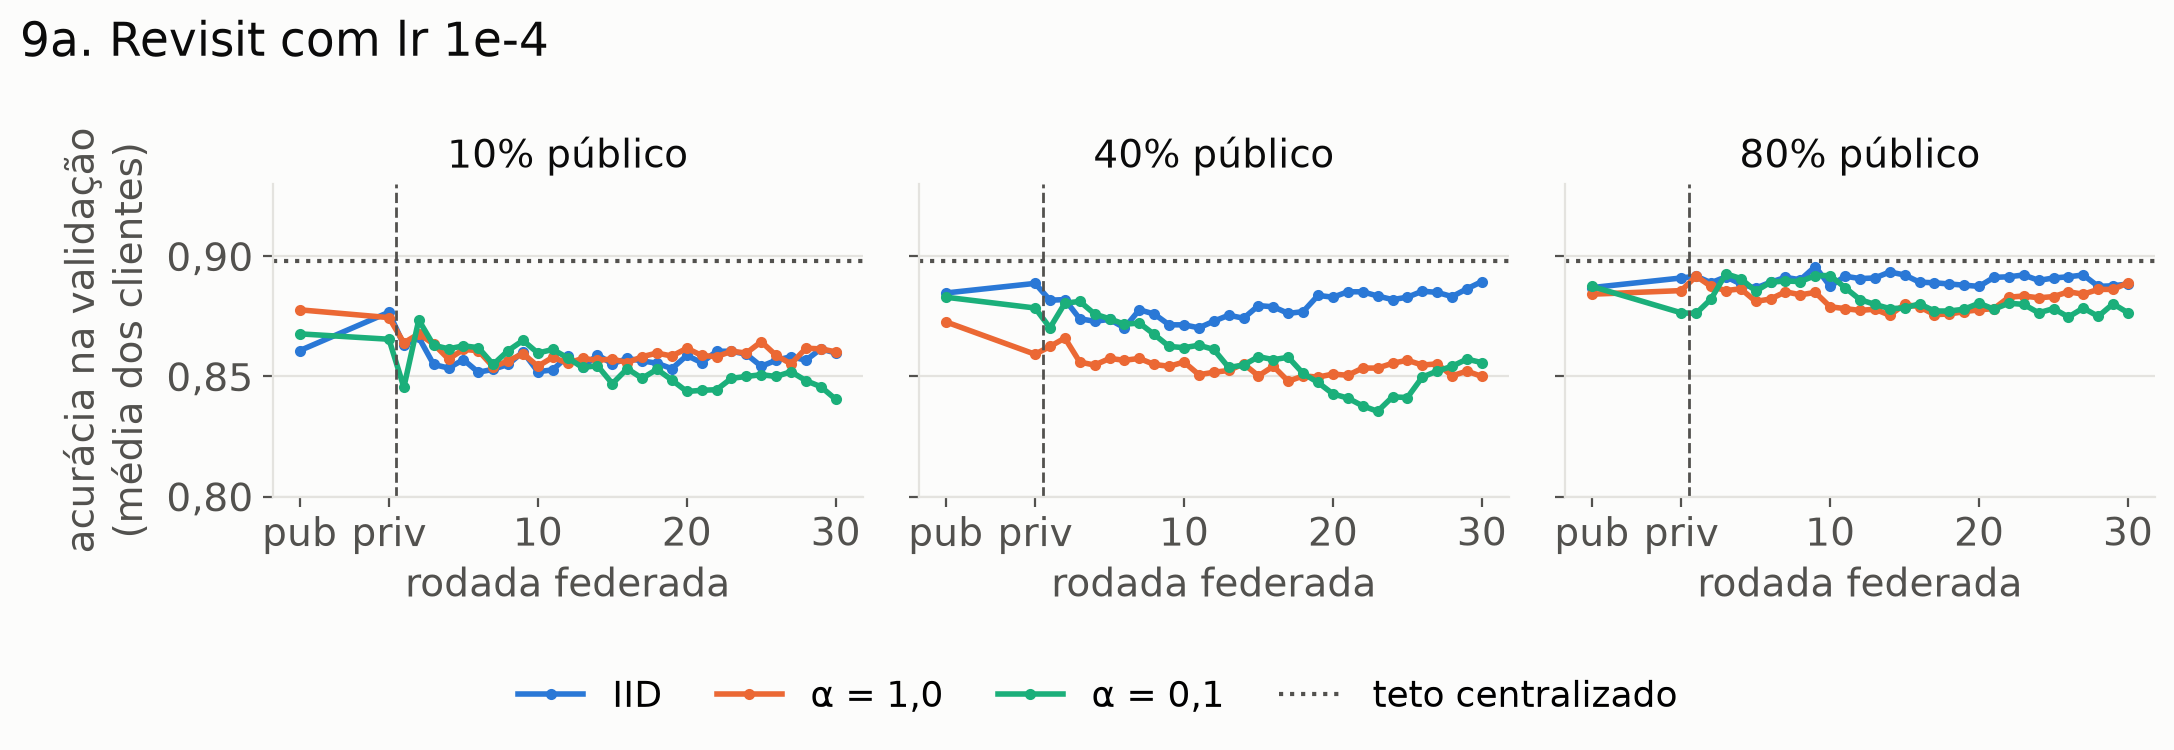 9a. Revisit com lr 1e-4
10% público
40% público
80% público
acurácia na validação
(média dos clientes)
0,90
0,85
0,80
pub priv 10 20 30
pub priv 10 20 30
pub priv 10 20 30
rodada federada
rodada federada
rodada federada
IID α = 1,0 α = 0,1 teto centralizado